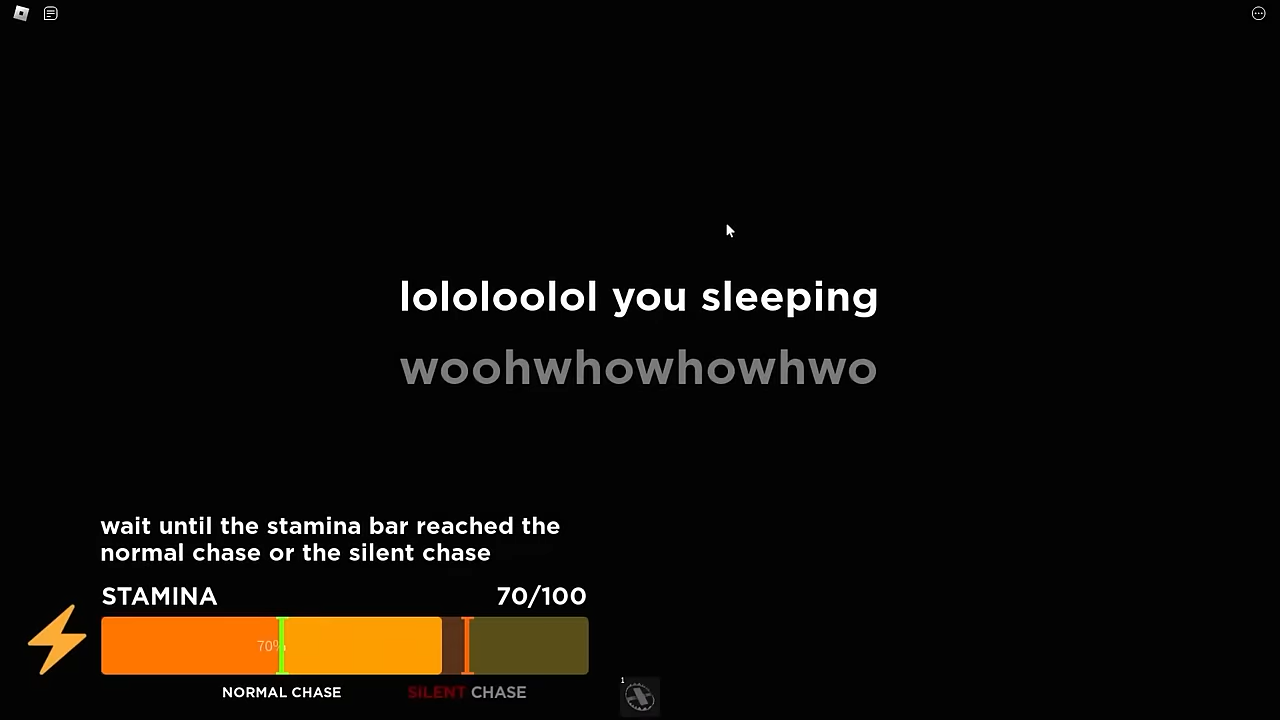 lololoolol you sleeping
woohwhowhowhwo
wait until the stamina bar reached the
normal chase or the silent chase
STAMINA 70/100
70%
NORMAL CHASE SILENT CHASE
1